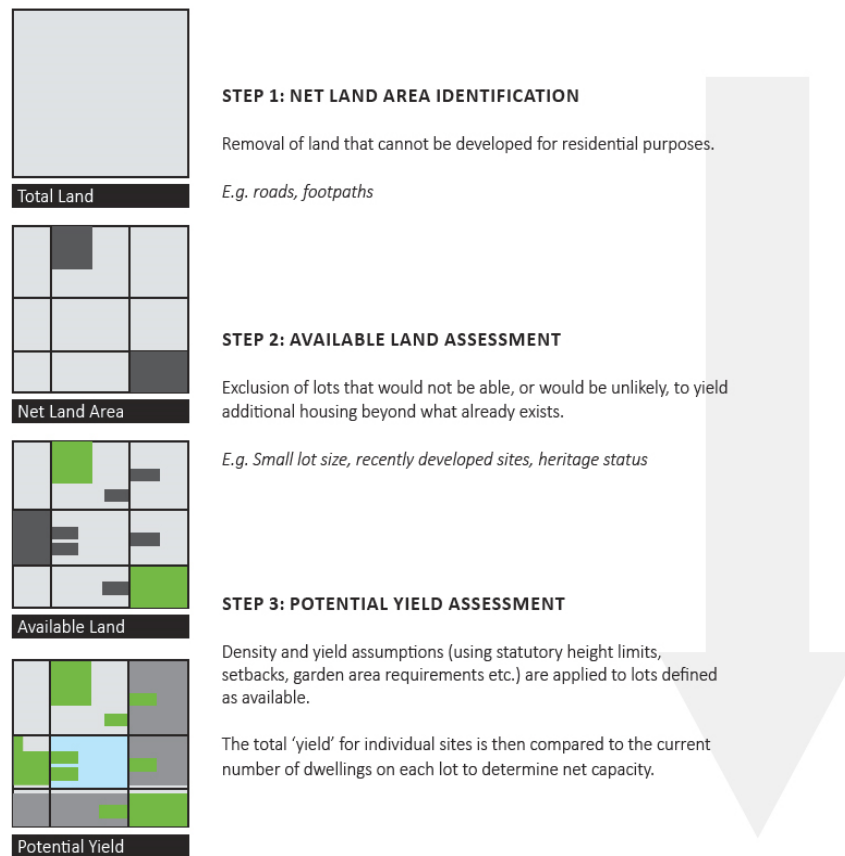 STEP 1: NET LAND AREA IDENTIFICATION
Removal of land that cannot be developed for residential purposes.
E.g. roads, footpaths
Total Land
STEP 2: AVAILABLE LAND ASSESSMENT
Exclusion of lots that would not be able, or would be unlikely, to yield
additional housing beyond what already exists.
Net Land Area
E.g. Small lot size, recently developed sites, heritage status
STEP 3: POTENTIAL YIELD ASSESSMENT
Available Land
Density and yield assumptions (using statutory height limits,
setbacks, garden area requirements etc.) are applied to lots defined
as available.
The total ‘yield’ for individual sites is then compared to the current
number of dwellings on each lot to determine net capacity.
Potential Yield